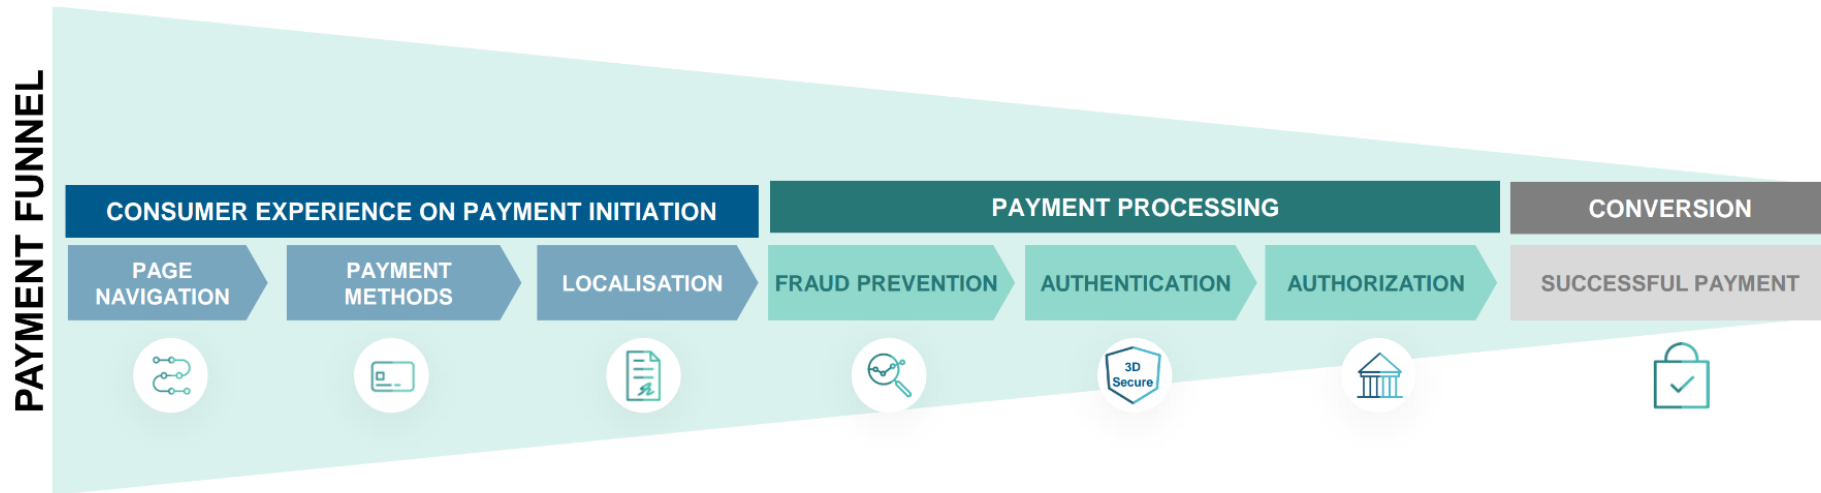 PAYMENT FUNNEL
CONSUMER EXPERIENCE ON PAYMENT INITIATION
PAYMENT PROCESSING
CONVERSION
PAGE
NAVIGATION
PAYMENT
METHODS
LOCALISATION
FRAUD PREVENTION
AUTHENTICATION
AUTHORIZATION
SUCCESSFUL PAYMENT
3D
Secure